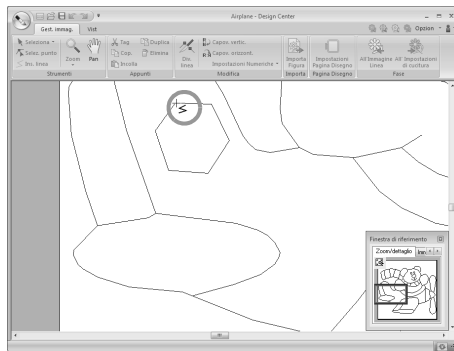 Airplane - Design Center
Gest. immag. Vist
Opzion
Seleziona
Selez. punto
Ins. linea
Zoom
Pan
Strumenti
Tag.
Cop.
Incolla
Duplica
Elimina
Appunti
Div. linea
Capov. vertic.
Capov. orizzont.
Impostazioni Numeriche
Modifica
Importa Figura
Importa
Impostazioni Pagina Disegno
Pagina Disegno
All'Immagine Linea
All' Impostazioni di cucitura
Fase
Finestra di riferimento
Zoom/dettaglio